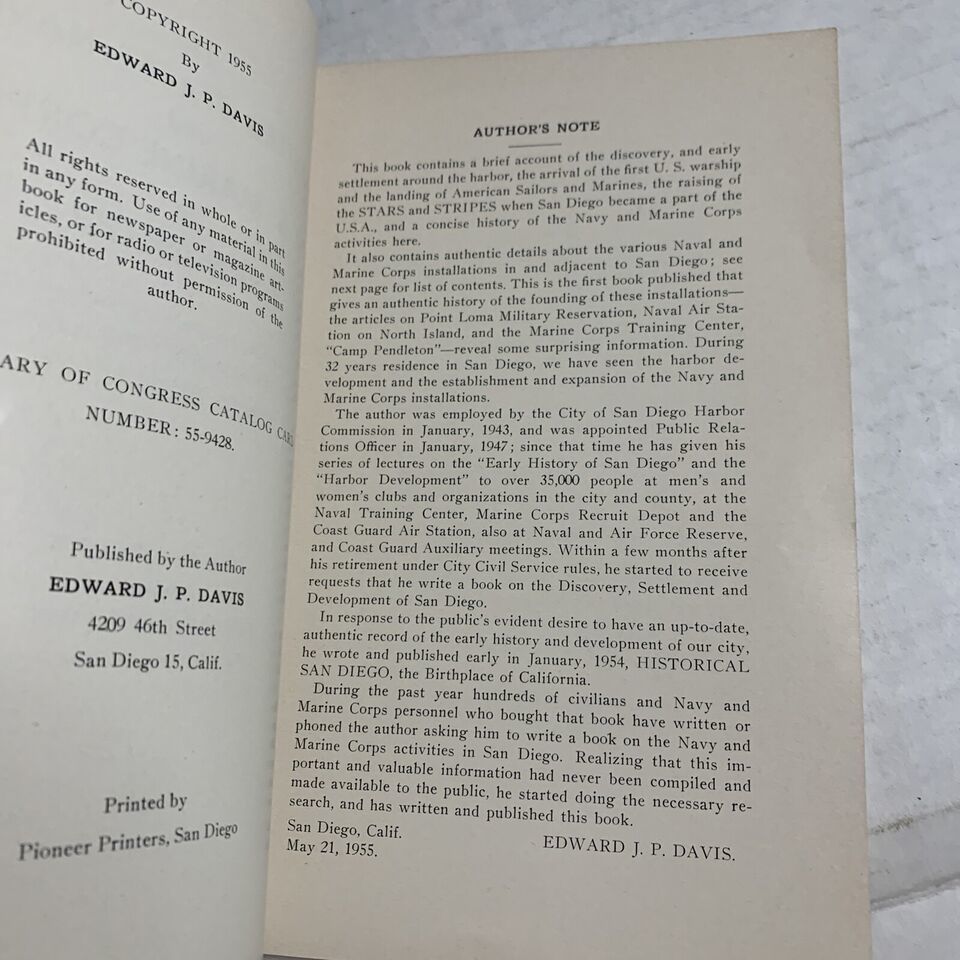 COPYRIGHT 1955
By
EDWARD J. P. DAVIS
All rights reserved in whole or in part
in any form. Use of any material in this
book for newspaper or magazine art-
icles, or for radio or television programs
prohibited without permission of the
author.
ARY OF CONGRESS CATALOG CARD
NUMBER: 55-9428.
Published by the Author
EDWARD J. P. DAVIS
4209 46th Street
San Diego 15, Calif.
Printed by
Pioneer Printers, San Diego
AUTHOR'S NOTE
This book contains a brief account of the discovery, and early
settlement around the harbor, the arrival of the first U. S. warship
and the landing of American Sailors and Marines, the raising of
the STARS and STRIPES when San Diego became a part of the
U.S.A., and a concise history of the Navy and Marine Corps
activities here.
It also contains authentic details about the various Naval and
Marine Corps installations in and adjacent to San Diego; see
next page for list of contents. This is the first book published that
gives an authentic history of the founding of these installations—
the articles on Point Loma Military Reservation, Naval Air Sta-
tion on North Island, and the Marine Corps Training Center,
"Camp Pendleton"—reveal some surprising information. During
32 years residence in San Diego, we have seen the harbor de-
velopment and the establishment and expansion of the Navy and
Marine Corps installations.
The author was employed by the City of San Diego Harbor
Commission in January, 1943, and was appointed Public Rela-
tions Officer in January, 1947; since that time he has given his
series of lectures on the "Early History of San Diego" and the
"Harbor Development" to over 35,000 people at men's and
women's clubs and organizations in the city and county, at the
Naval Training Center, Marine Corps Recruit Depot and the
Coast Guard Air Station, also at Naval and Air Force Reserve,
and Coast Guard Auxiliary meetings. Within a few months after
his retirement under City Civil Service rules, he started to receive
requests that he write a book on the Discovery, Settlement and
Development of San Diego.
In response to the public's evident desire to have an up-to-date,
authentic record of the early history and development of our city,
he wrote and published early in January, 1954, HISTORICAL
SAN DIEGO, the Birthplace of California.
During the past year hundreds of civilians and Navy and
Marine Corps personnel who bought that book have written or
phoned the author asking him to write a book on the Navy and
Marine Corps activities in San Diego. Realizing that this im-
portant and valuable information had never been compiled and
made available to the public, he started doing the necessary re-
search, and has written and published this book.
San Diego, Calif.
May 21, 1955.
EDWARD J. P. DAVIS.